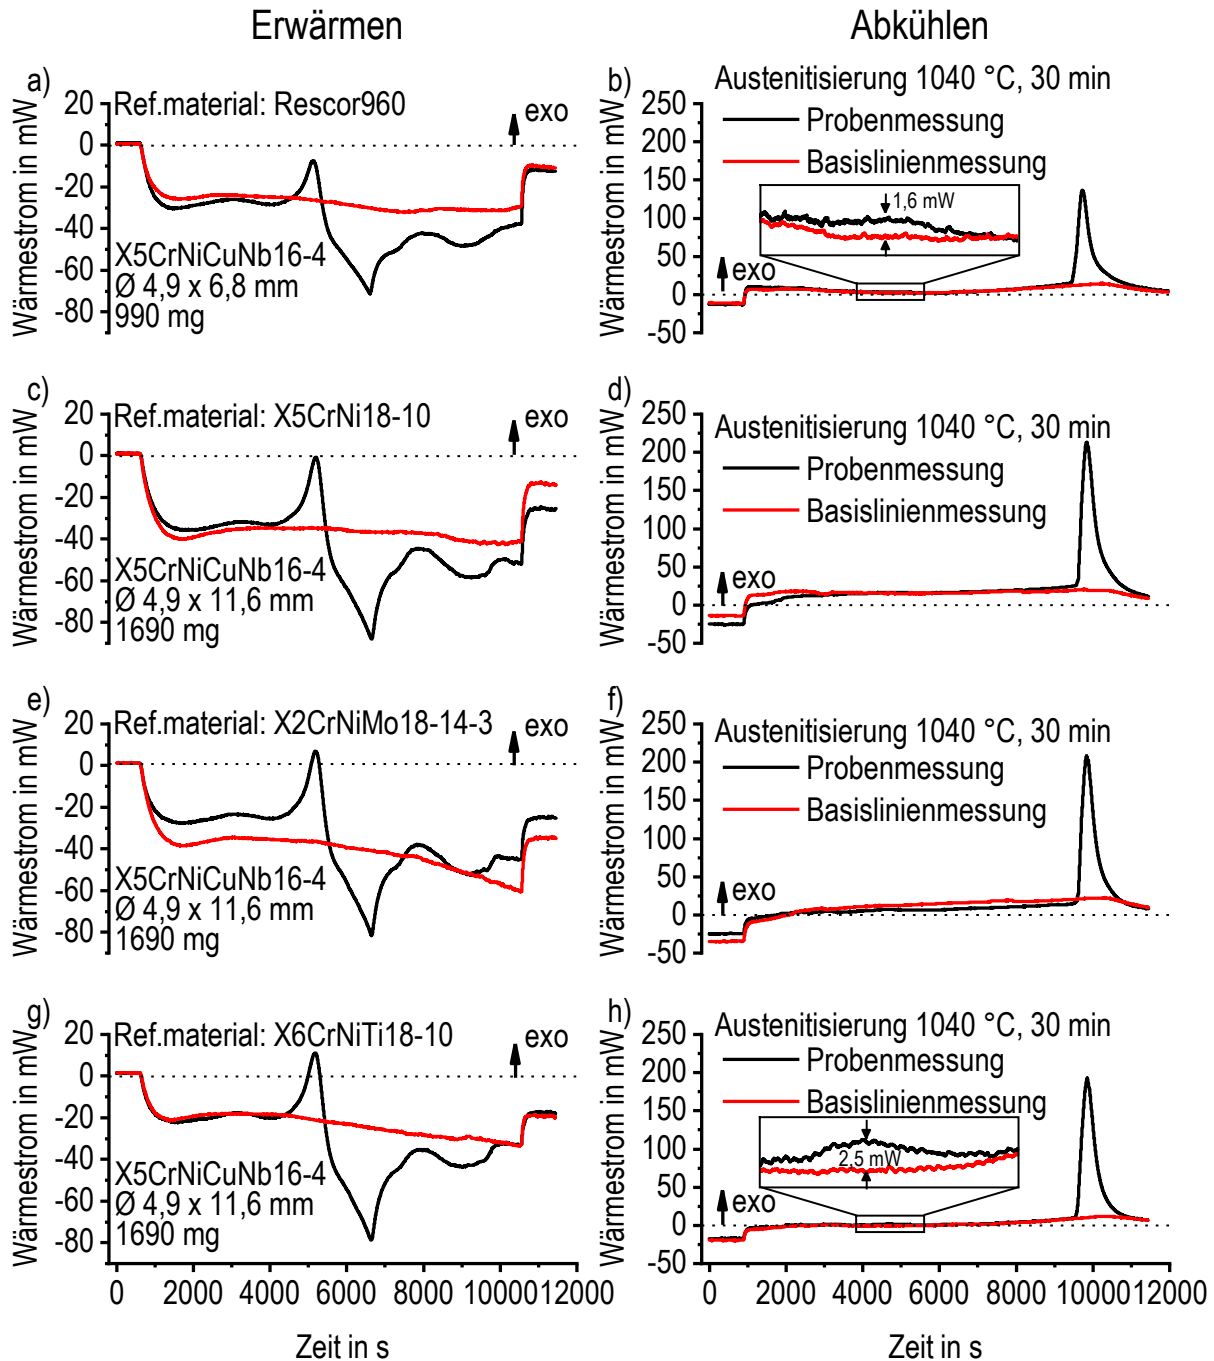 Erwärmen
Abkühlen
a)
Ref.material: Rescor960
exo
20
0
-20
-40
-60
-80
Wärmestrom in mW
X5CrNiCuNb16-4
Ø 4,9 x 6,8 mm
990 mg
b)
Austenitisierung 1040 °C, 30 min
Probenmessung
Basislinienmessung
1,6 mW
exo
250
200
150
100
50
0
-50
Wärmestrom in mW
c)
Ref.material: X5CrNi18-10
exo
20
0
-20
-40
-60
-80
Wärmestrom in mW
X5CrNiCuNb16-4
Ø 4,9 x 11,6 mm
1690 mg
d)
Austenitisierung 1040 °C, 30 min
Probenmessung
Basislinienmessung
exo
250
200
150
100
50
0
-50
Wärmestrom in mW
e)
Ref.material: X2CrNiMo18-14-3
exo
20
0
-20
-40
-60
-80
Wärmestrom in mW
X5CrNiCuNb16-4
Ø 4,9 x 11,6 mm
1690 mg
f)
Austenitisierung 1040 °C, 30 min
Probenmessung
Basislinienmessung
exo
250
200
150
100
50
0
-50
Wärmestrom in mW
g)
Ref.material: X6CrNiTi18-10
exo
20
0
-20
-40
-60
-80
Wärmestrom in mW
X5CrNiCuNb16-4
Ø 4,9 x 11,6 mm
1690 mg
0 2000 4000 6000 8000 10000 12000
Zeit in s
h)
Austenitisierung 1040 °C, 30 min
Probenmessung
Basislinienmessung
2,5 mW
exo
250
200
150
100
50
0
-50
Wärmestrom in mW
0 2000 4000 6000 8000 10000 12000
Zeit in s